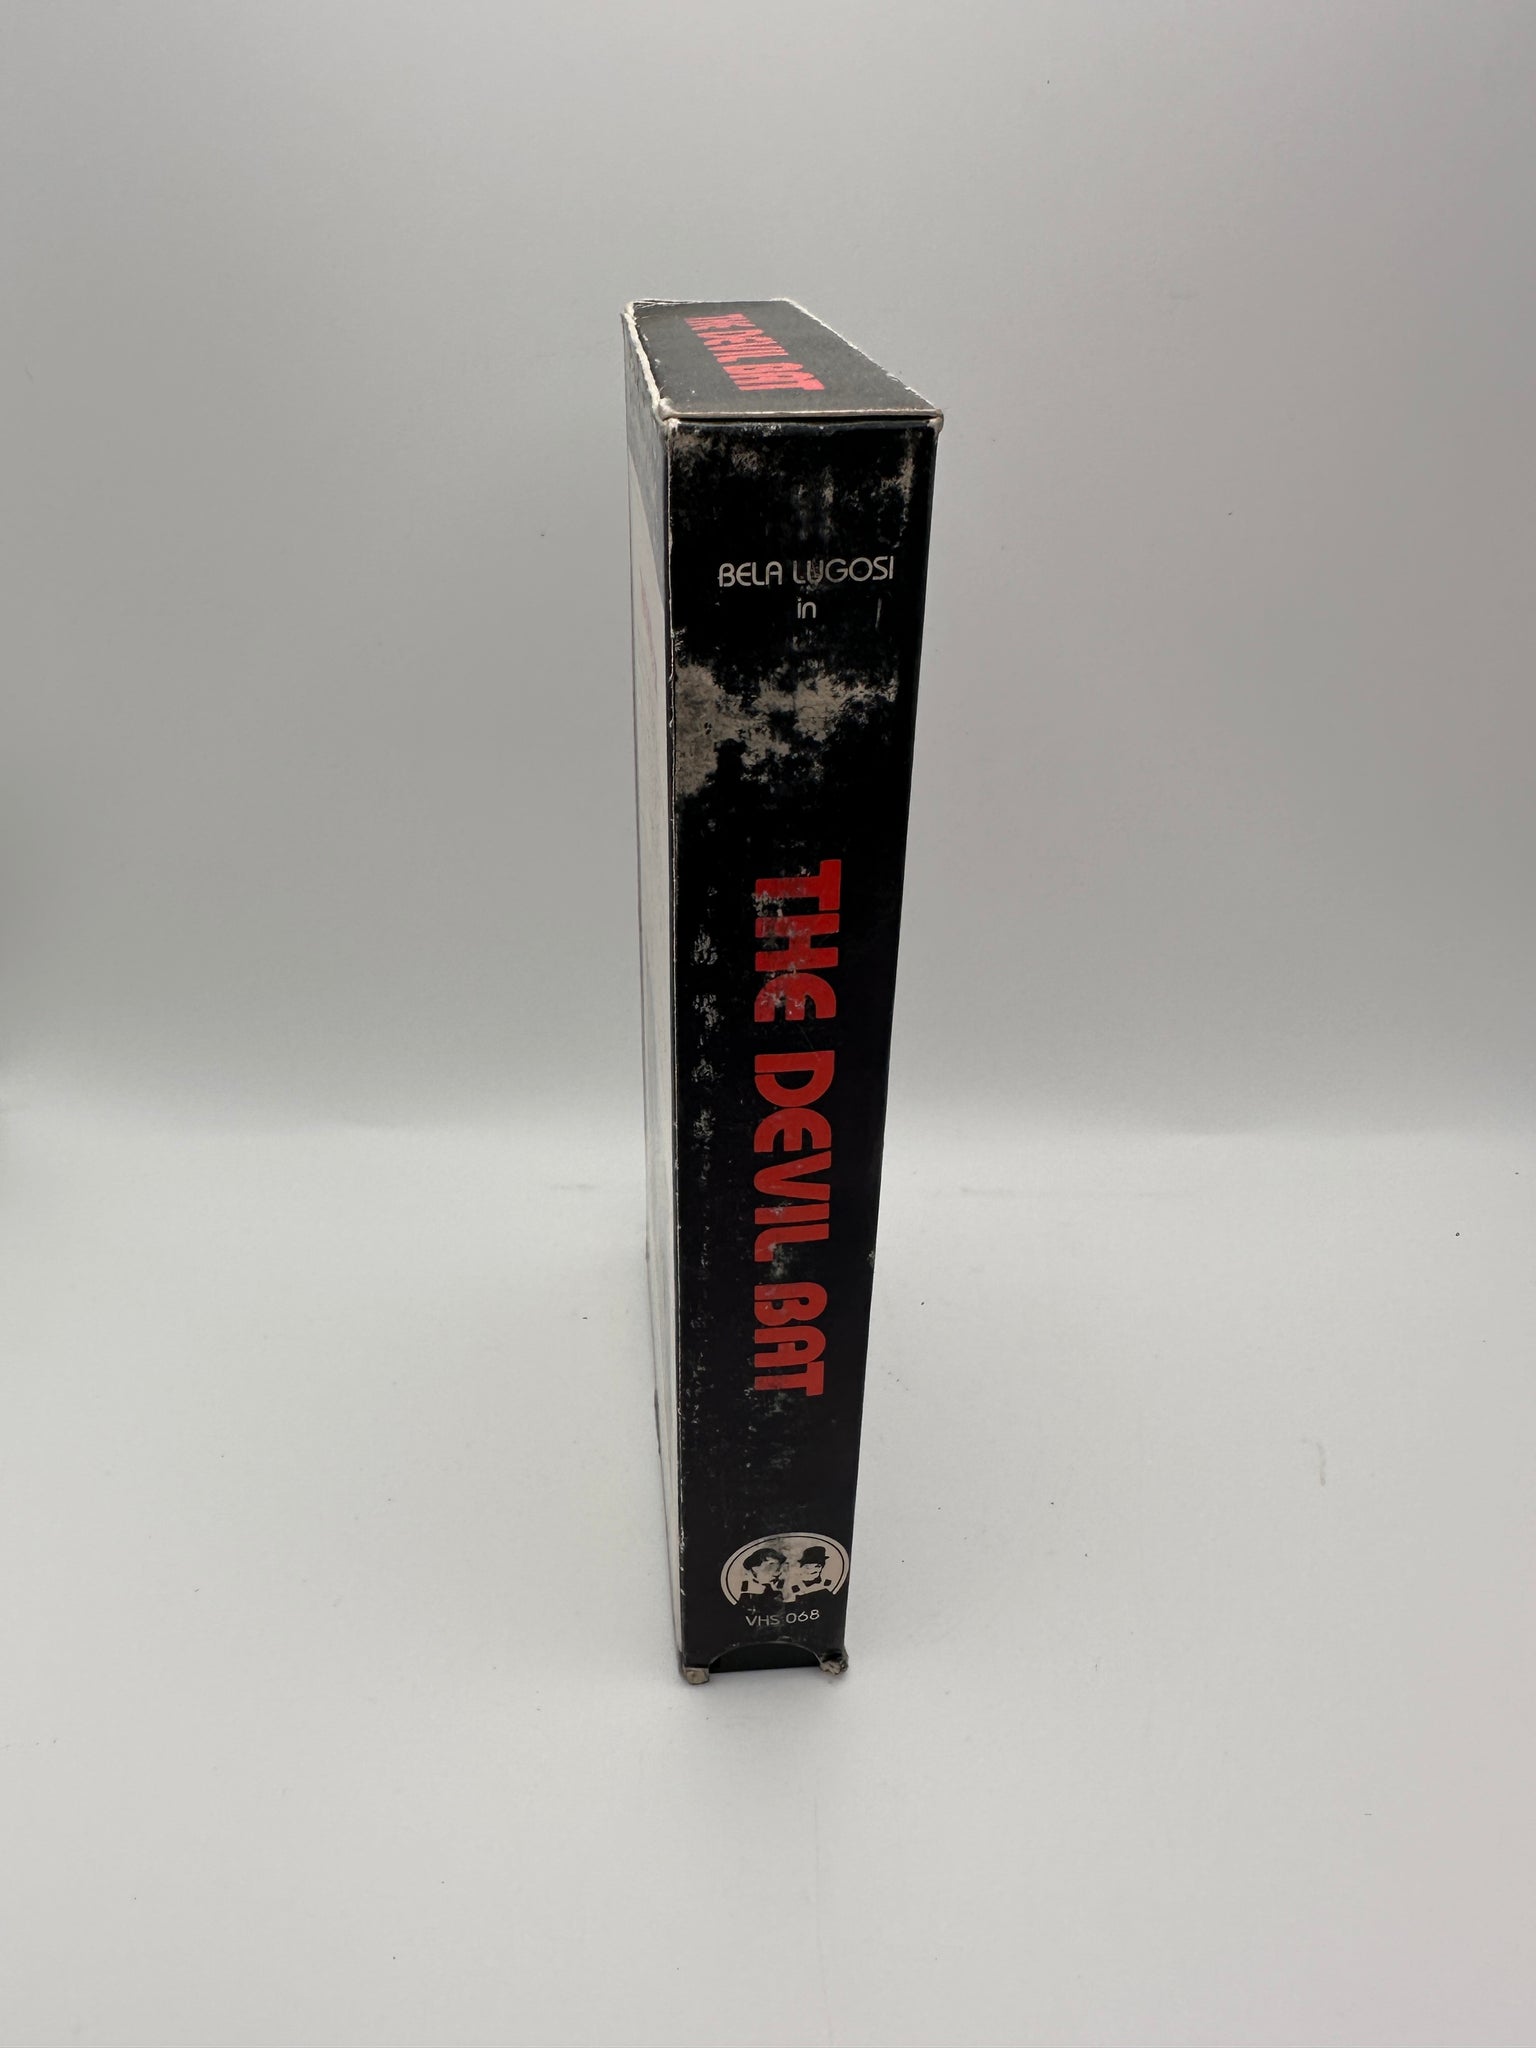 THE DEVIL BAT
BELA LUGOSI
in
THE DEVIL BAT
VHS 068